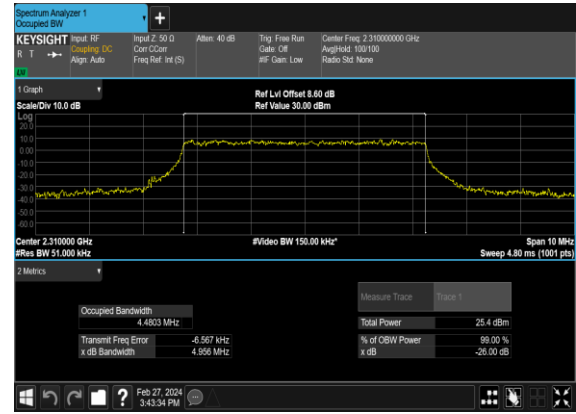 Spectrum Analyzer 1
Occupied BW
+
KEYSIGHT Input: RF Input Z: 50 Ω Atten: 40 dB Trig: Free Run Center Freq: 2.310000000 GHz
R T Coupling: DC Corr CCorr Gate: Off Avg|Hold: 100/100
Align: Auto Freq Ref: Int (S) #IF Gain: Low Radio Std: None
LXI
1 Graph
Ref Lvl Offset 8.60 dB
Scale/Div 10.0 dB Ref Value 30.00 dBm
Log
20.0
10.0
0.00
-10.0
-20.0
-30.0
-40.0
-50.0
-60.0
Center 2.310000 GHz #Video BW 150.00 kHz* Span 10 MHz
#Res BW 51.000 kHz Sweep 4.80 ms (1001 pts)
2 Metrics
Measure Trace Trace 1
Occupied Bandwidth
4.4803 MHz
Total Power 25.4 dBm
Transmit Freq Error -6.567 kHz % of OBW Power 99.00 %
x dB Bandwidth 4.956 MHz x dB -26.00 dB
? Feb 27, 2024
3:43:34 PM